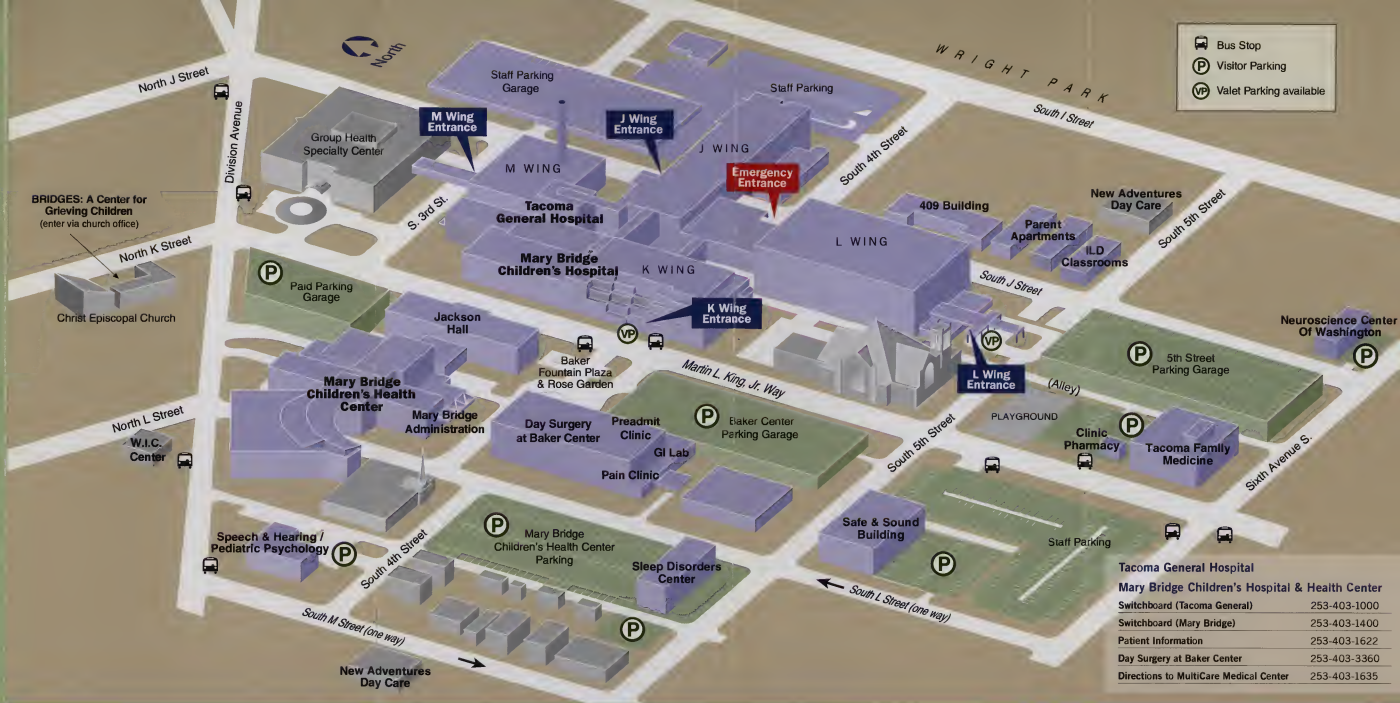 WRIGHT PARK
North
Bus Stop
P Visitor Parking
VP Valet Parking available
North J Street
Division Avenue
Staff Parking
Garage
Staff Parking
South I Street
M Wing
Entrance
J Wing
Entrance
Group Health
Specialty Center
J WING
M WING
South 4th Street
Emergency
Entrance
BRIDGES: A Center for
Grieving Children
(enter via church office)
S. 3rd St.
Tacoma
General Hospital
409 Building
New Adventures
Day Care
South 5th Street
Parent
Apartments
ILD
Classrooms
L WING
North K Street
Mary Bridge
Children's Hospital
K WING
South J Street
P
Paid Parking
Garage
Christ Episcopal Church
Jackson
Hall
K Wing
Entrance
VP
VP
Neuroscience Center
Of Washington
P
Baker
Fountain Plaza
& Rose Garden
Martin L. King, Jr. Way
L Wing
Entrance
P
5th Street
Parking Garage
(Alley)
Mary Bridge
Children's Health
Center
Mary Bridge
Administration
North L Street
W.I.C.
Center
Day Surgery
at Baker Center
Preadmit
Clinic
GI Lab
Pain Clinic
P
Baker Center
Parking Garage
South 5th Street
PLAYGROUND
Clinic
Pharmacy
P
Tacoma Family
Medicine
Sixth Avenue S.
Speech & Hearing /
Pediatric Psychology
P
South 4th Street
P
Mary Bridge
Children's Health Center
Parking
Sleep Disorders
Center
Safe & Sound
Building
P
Staff Parking
South L Street (one way)
South M Street (one way)
P
New Adventures
Day Care
Tacoma General Hospital
Mary Bridge Children's Hospital & Health Center
Switchboard (Tacoma General) 253-403-1000
Switchboard (Mary Bridge) 253-403-1400
Patient Information 253-403-1622
Day Surgery at Baker Center 253-403-3360
Directions to MultiCare Medical Center 253-403-1635